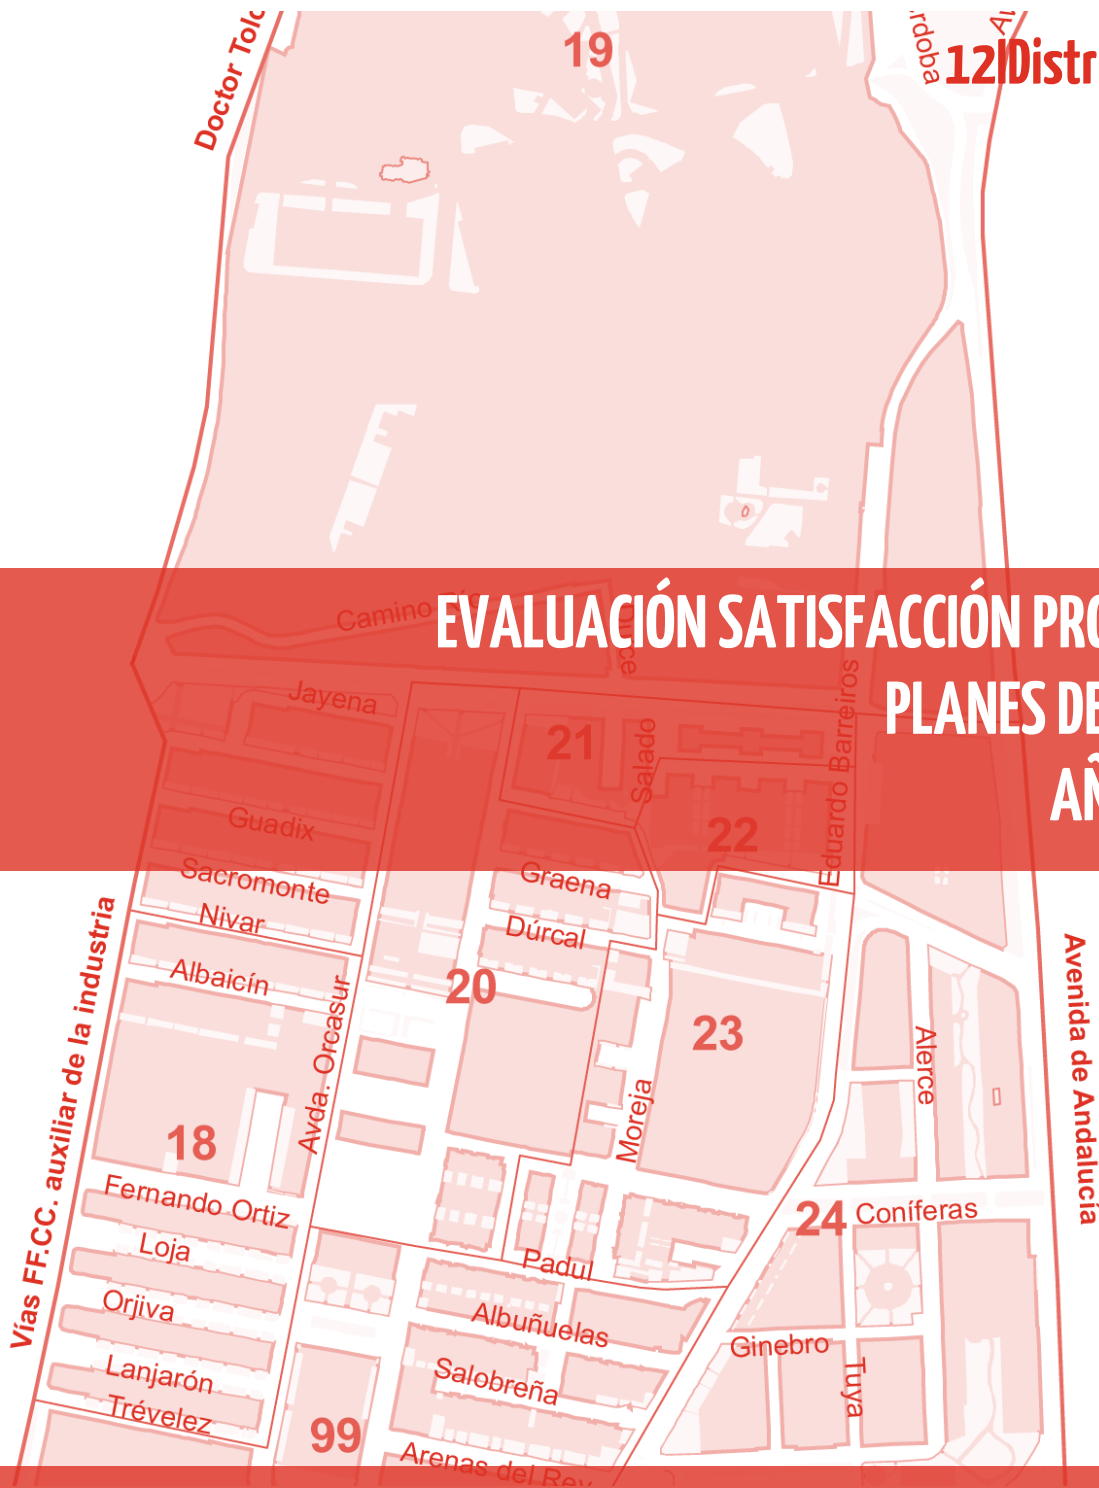 19
12|Distr
Doctor Tolo
rdoba
EVALUACIÓN SATISFACCIÓN PRO
PLANES DE
AÑ
Camino
Jayena
21
Salado
Eduardo Barreiros
22
Guadix
Sacromonte
Graena
Nivar
Dúrcal
Albaicín
20
Avda. Orcasur
23
Vías FF.CC. auxiliar de la industria
Avenida de Andalucía
Alerce
Moreja
18
Fernando Ortiz
24
Coníferas
Loja
Padul
Orjiva
Albuñuelas
Ginebro
Lanjarón
Salobreña
Tuya
Trévelez
99
Arenas del Rey